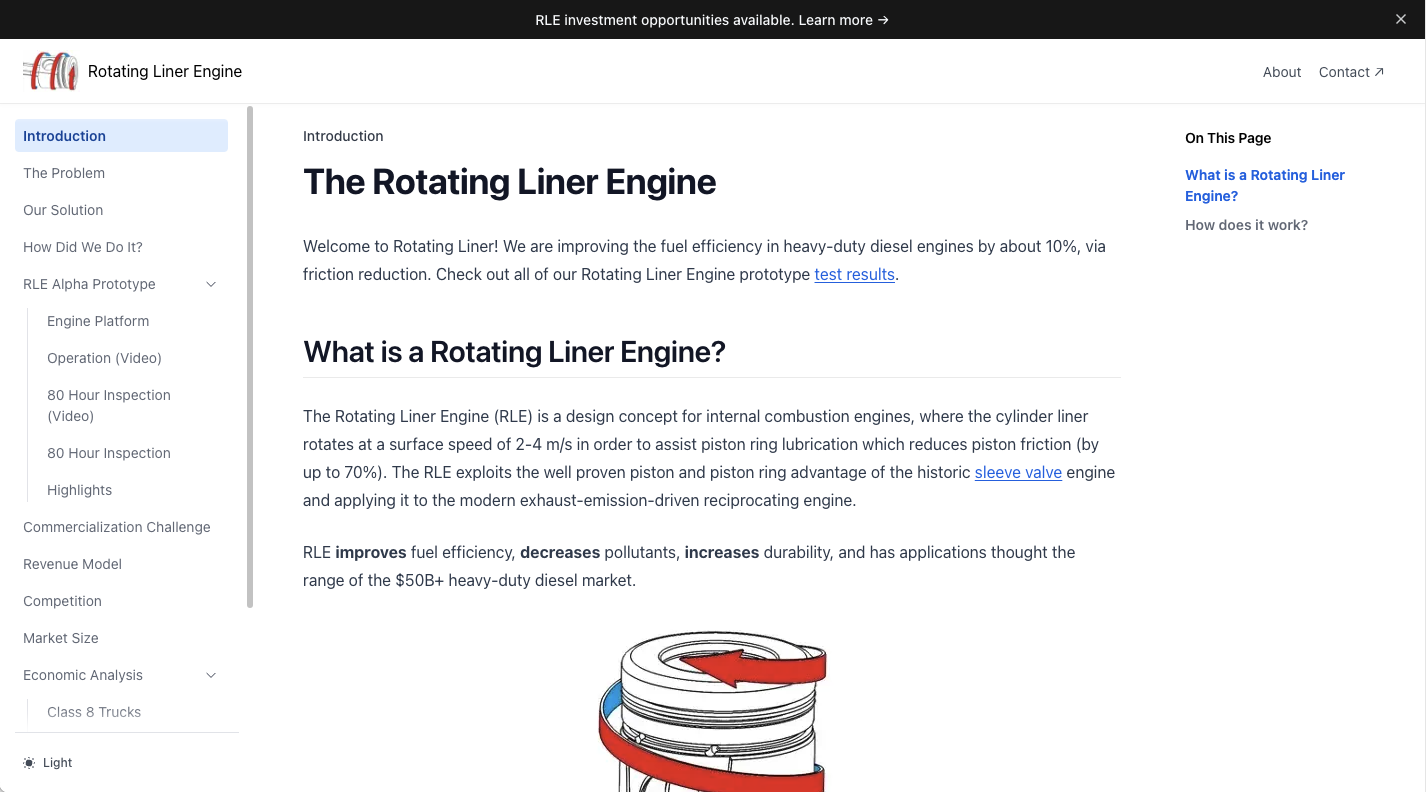 RLE investment opportunities available. Learn more →
Rotating Liner Engine
About
Contact ↗
Introduction
The Problem
Our Solution
How Did We Do It?
RLE Alpha Prototype
Engine Platform
Operation (Video)
80 Hour Inspection
(Video)
80 Hour Inspection
Highlights
Commercialization Challenge
Revenue Model
Competition
Market Size
Economic Analysis
Class 8 Trucks
Light
Introduction
The Rotating Liner Engine
Welcome to Rotating Liner! We are improving the fuel efficiency in heavy-duty diesel engines by about 10%, via
friction reduction. Check out all of our Rotating Liner Engine prototype test results.
What is a Rotating Liner Engine?
The Rotating Liner Engine (RLE) is a design concept for internal combustion engines, where the cylinder liner
rotates at a surface speed of 2-4 m/s in order to assist piston ring lubrication which reduces piston friction (by
up to 70%). The RLE exploits the well proven piston and piston ring advantage of the historic sleeve valve engine
and applying it to the modern exhaust-emission-driven reciprocating engine.
RLE improves fuel efficiency, decreases pollutants, increases durability, and has applications thought the
range of the $50B+ heavy-duty diesel market.
On This Page
What is a Rotating Liner
Engine?
How does it work?